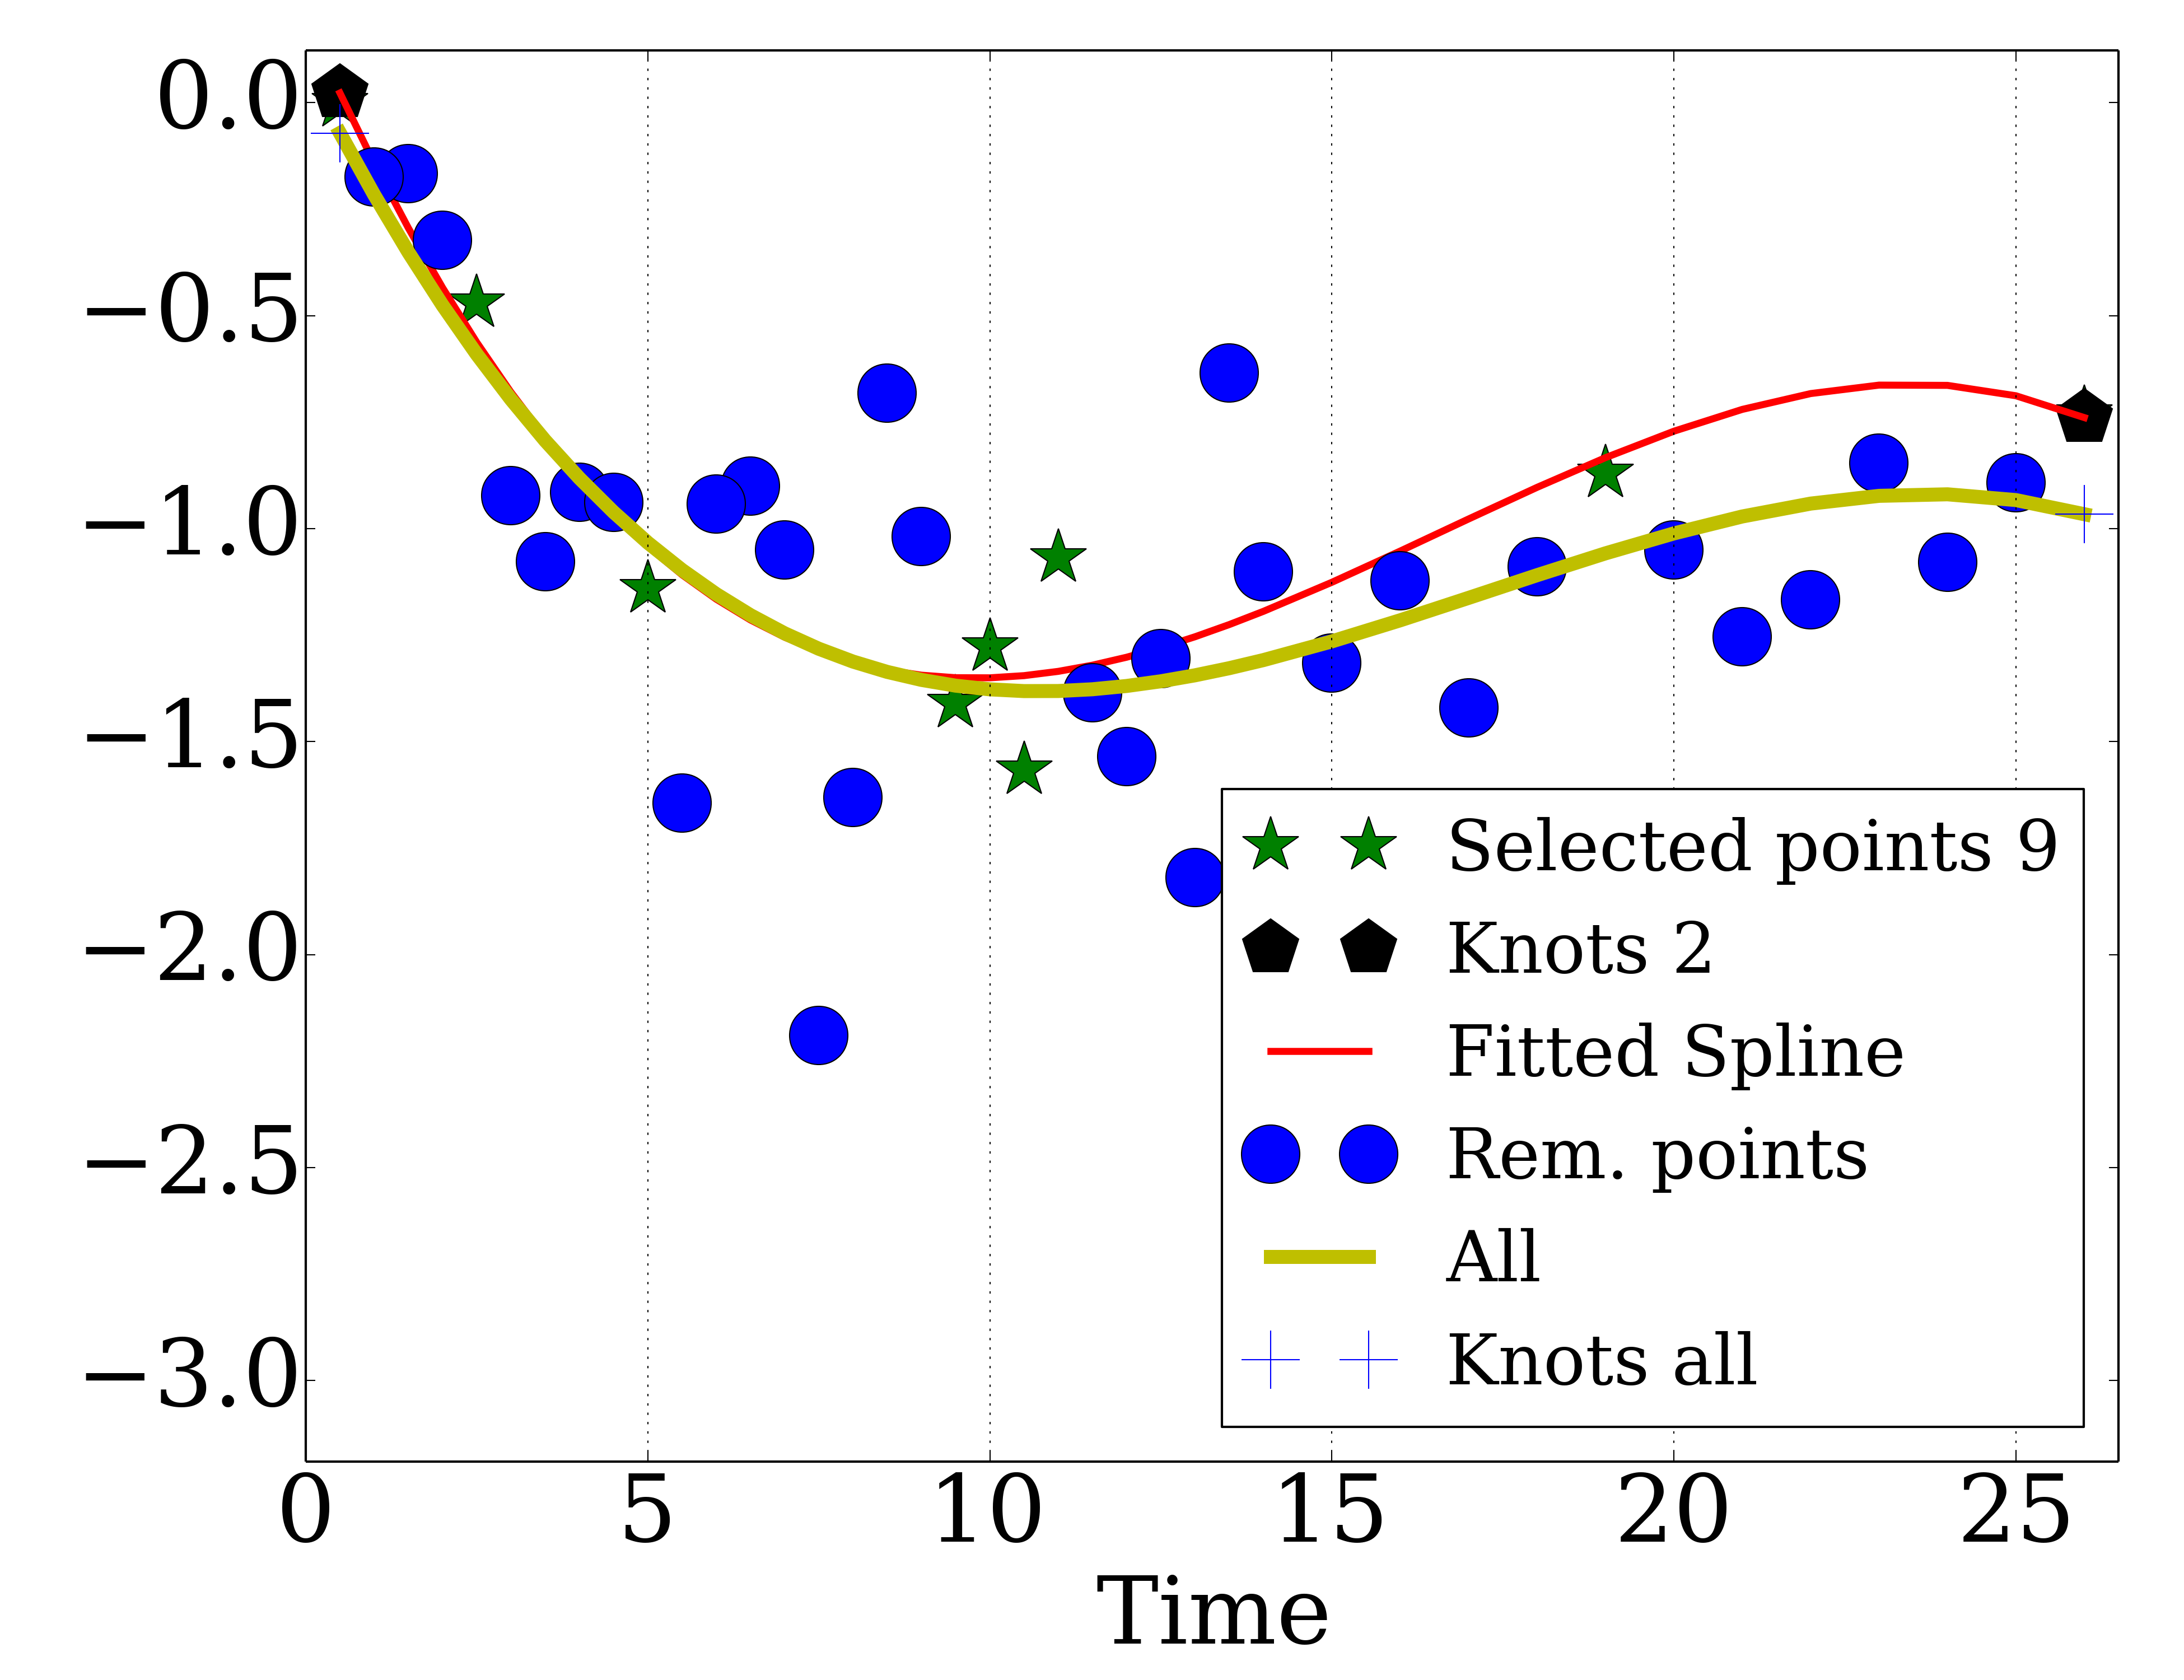 0.0
−0.5
−1.0
−1.5
−2.0
−2.5
−3.0
Selected points 9
Knots 2
Fitted Spline
Rem. points
All
Knots all
0 5 10 15 20 25
Time